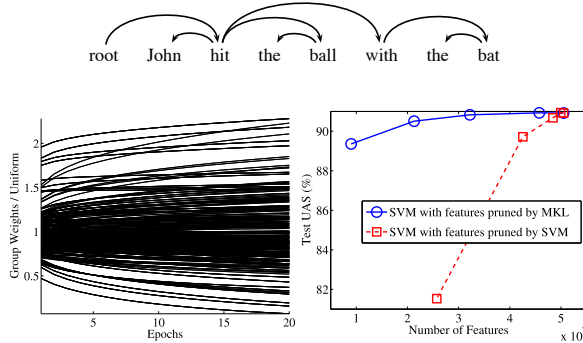 root John hit the ball with the bat
Group Weights / Uniform
2
1.5
1
0.5
5
10
15
20
Epochs
Test UAS (%)
90
88
86
84
82
SVM with features pruned by MKL
SVM with features pruned by SVM
1
2
3
4
5
Number of Features
x 10